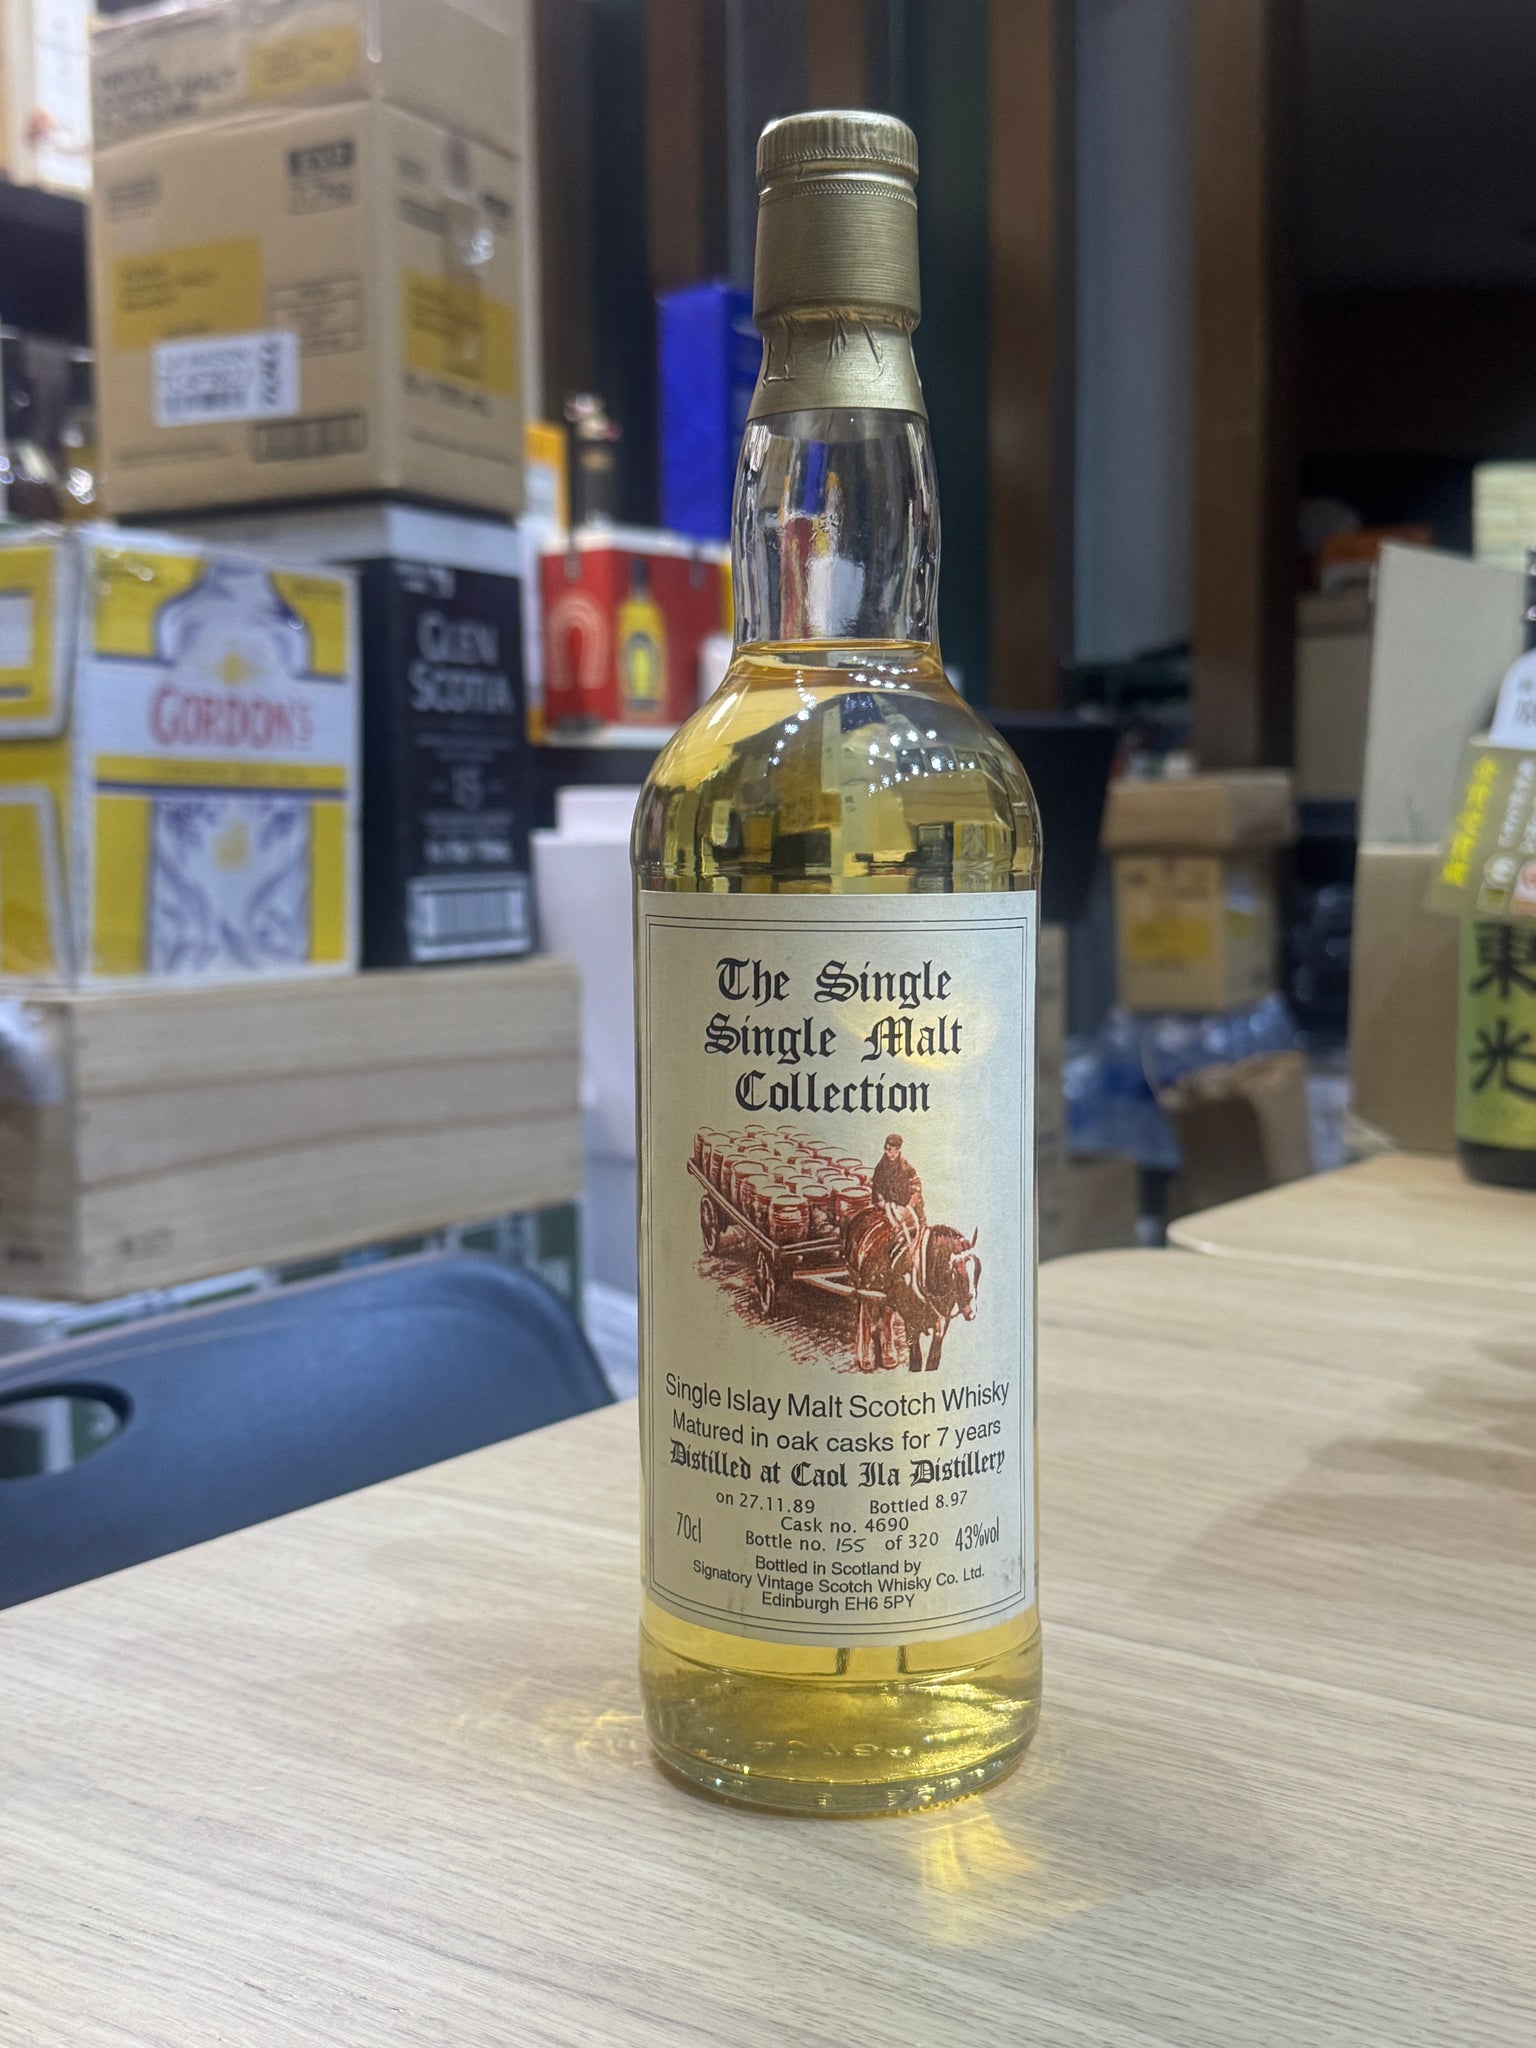 The Single
Single Malt
Collection
Single Islay Malt Scotch Whisky
Matured in oak casks for 7 years
Distilled at Caol Ila Distillery
on 27.11.89 Bottled 8.97
Cask no. 4690
70cl Bottle no. 155 of 320 43%vol
Bottled in Scotland by
Signatory Vintage Scotch Whisky Co. Ltd.
Edinburgh EH6 5PY
GORDON'S
GLEN
SCOTIA
15
東
光